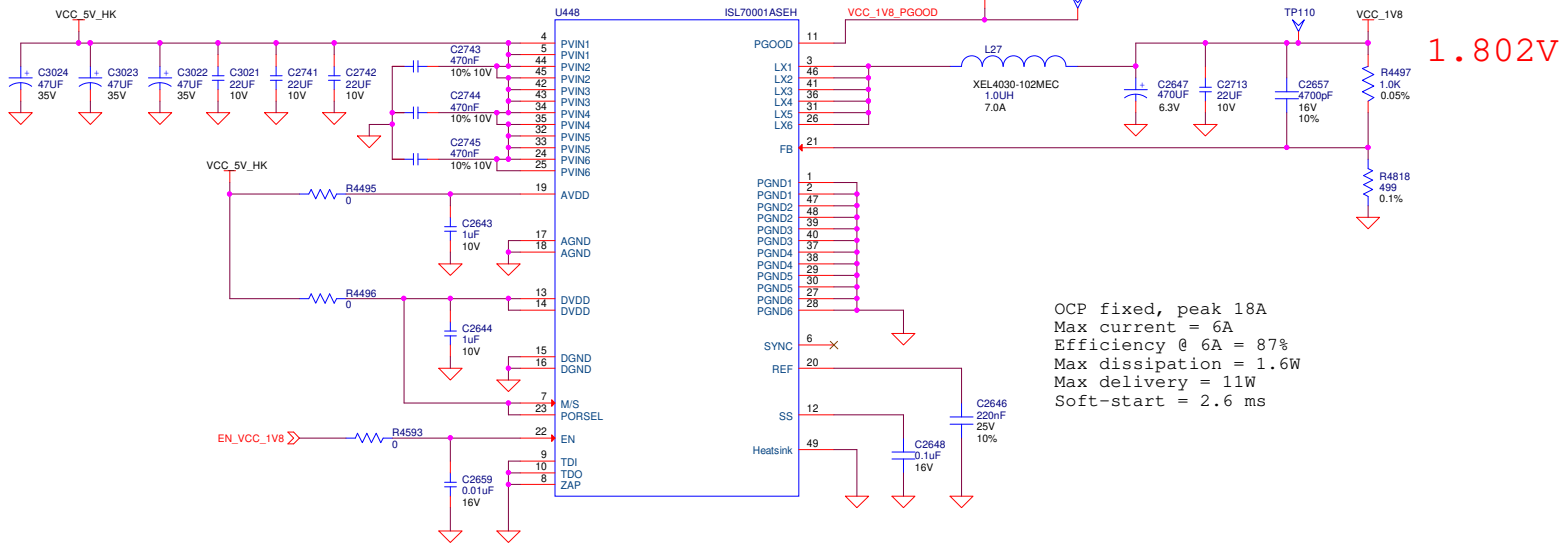 U448
ISL70001ASEH
VCC_5V_HK
VCC_1V8_PGOOD
TP110
VCC_1V8
1.802V
C3024
47UF
35V
C3023
47UF
35V
C3022
47UF
35V
C3021
22UF
10V
C2741
22UF
10V
C2742
22UF
10V
C2743
470nF
10% 10V
C2744
470nF
10% 10V
C2745
470nF
10% 10V
4 PVIN1
5 PVIN1
44 PVIN2
45 PVIN2
42 PVIN3
43 PVIN3
34 PVIN4
35 PVIN4
32 PVIN5
33 PVIN5
24 PVIN6
25 PVIN6
19 AVDD
17 AGND
18 AGND
13 DVDD
14 DVDD
15 DGND
16 DGND
7 M/S
23 PORSEL
22 EN
9 TDI
10 TDO
8 ZAP
VCC_5V_HK
R4495
0
C2643
1uF
10V
R4496
0
C2644
1uF
10V
EN_VCC_1V8
R4593
0
C2659
0.01uF
16V
PGOOD 11
LX1 3
LX2 46
LX3 41
LX4 36
LX5 31
LX6 26
FB 21
PGND1 1
PGND1 2
PGND2 47
PGND2 48
PGND3 39
PGND3 40
PGND4 37
PGND4 38
PGND5 29
PGND5 30
PGND6 27
PGND6 28
SYNC 6
REF 20
SS 12
Heatsink 49
L27
XEL4030-102MEC
1.0UH
7.0A
C2647
470UF
6.3V
C2713
22UF
10V
C2657
4700pF
16V
10%
R4497
1.0K
0.05%
R4818
499
0.1%
C2646
220nF
25V
10%
C2648
0.1uF
16V
OCP fixed, peak 18A
Max current = 6A
Efficiency @ 6A = 87%
Max dissipation = 1.6W
Max delivery = 11W
Soft-start = 2.6 ms